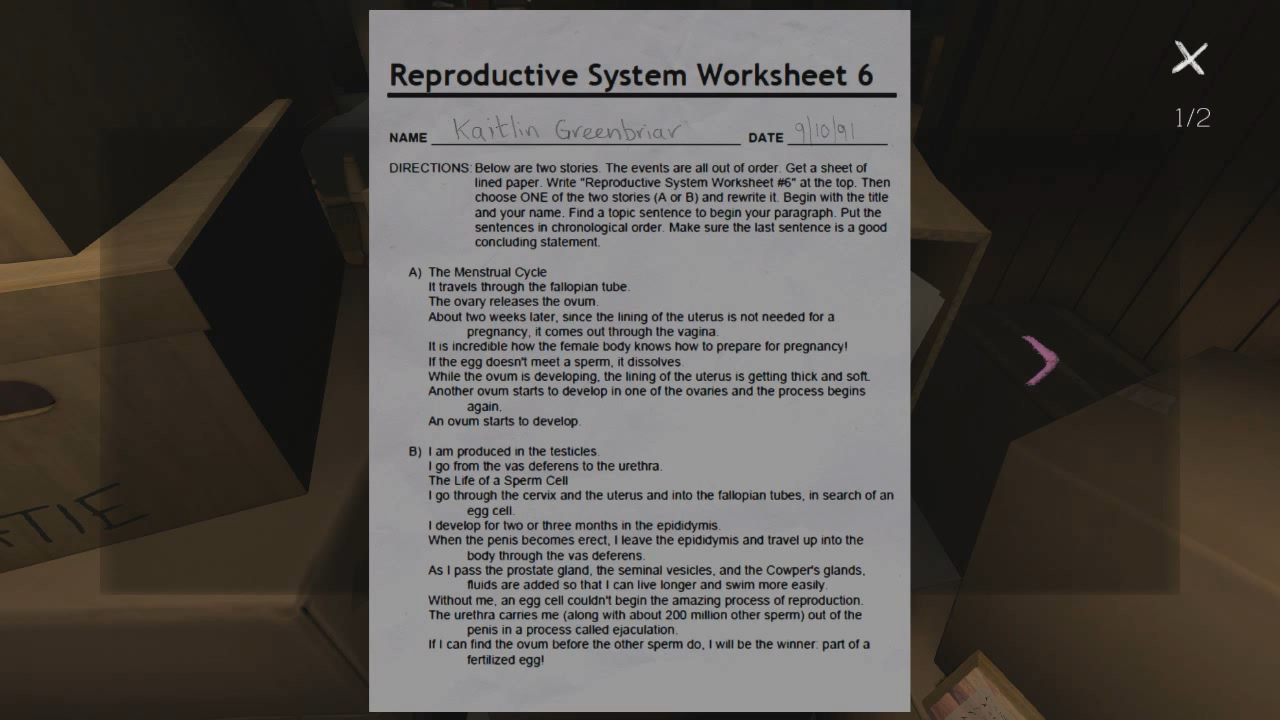 Reproductive System Worksheet 6
1/2
NAME Kaitlin Greenbriar DATE 9/10/91
DIRECTIONS: Below are two stories. The events are all out of order. Get a sheet of
lined paper. Write "Reproductive System Worksheet #6" at the top. Then
choose ONE of the two stories (A or B) and rewrite it. Begin with the title
and your name. Find a topic sentence to begin your paragraph. Put the
sentences in chronological order. Make sure the last sentence is a good
concluding statement.
A) The Menstrual Cycle
It travels through the fallopian tube.
The ovary releases the ovum.
About two weeks later, since the lining of the uterus is not needed for a
pregnancy, it comes out through the vagina.
It is incredible how the female body knows how to prepare for pregnancy!
If the egg doesn't meet a sperm, it dissolves.
While the ovum is developing, the lining of the uterus is getting thick and soft.
Another ovum starts to develop in one of the ovaries and the process begins
again.
An ovum starts to develop.
B) I am produced in the testicles.
I go from the vas deferens to the urethra.
The Life of a Sperm Cell
I go through the cervix and the uterus and into the fallopian tubes, in search of an
egg cell.
I develop for two or three months in the epididymis.
When the penis becomes erect, I leave the epididymis and travel up into the
body through the vas deferens.
As I pass the prostate gland, the seminal vesicles, and the Cowper's glands,
fluids are added so that I can live longer and swim more easily.
Without me, an egg cell couldn't begin the amazing process of reproduction.
The urethra carries me (along with about 200 million other sperm) out of the
penis in a process called ejaculation.
If I can find the ovum before the other sperm do, I will be the winner: part of a
fertilized egg!